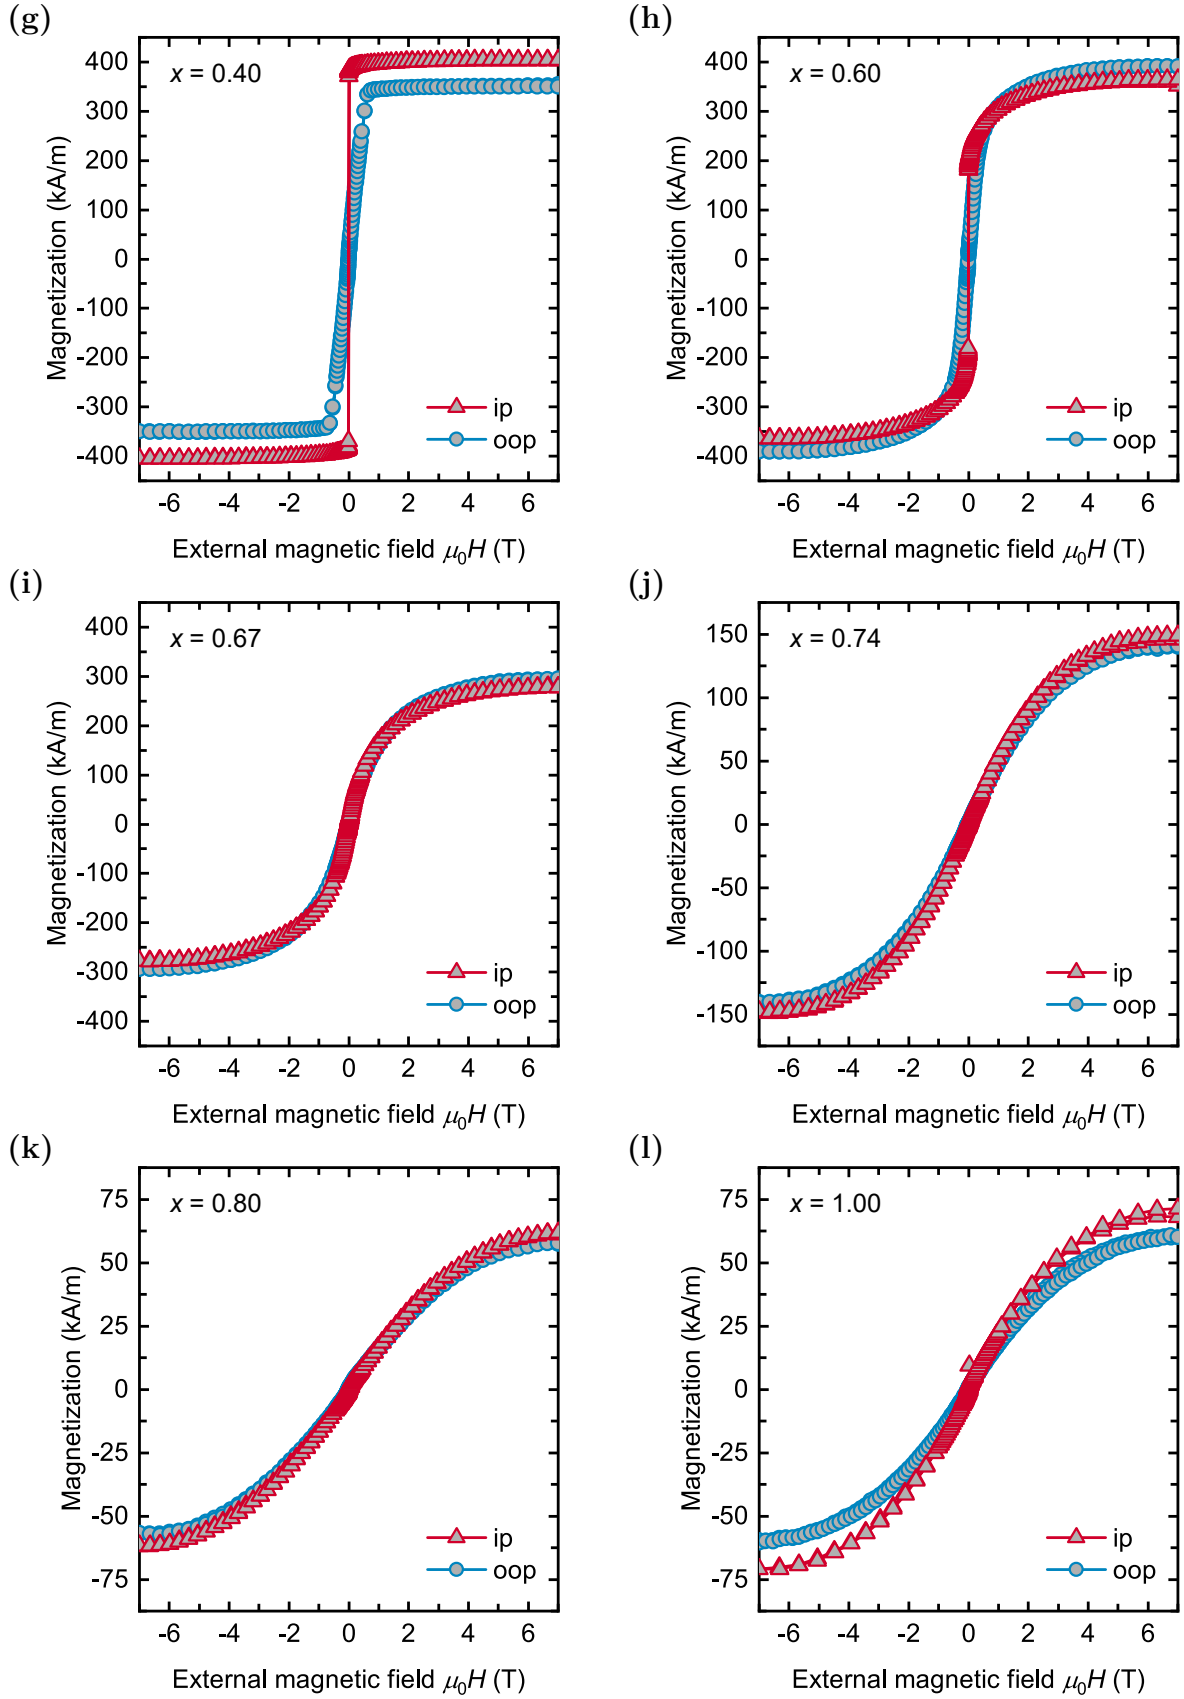 (g)
x = 0.40
400
300
200
100
0
-100
-200
-300
-400
Magnetization (kA/m)
ip
oop
-6 -4 -2 0 2 4 6
External magnetic field μ₀H (T)
(h)
x = 0.60
400
300
200
100
0
-100
-200
-300
-400
Magnetization (kA/m)
ip
oop
-6 -4 -2 0 2 4 6
External magnetic field μ₀H (T)
(i)
x = 0.67
400
300
200
100
0
-100
-200
-300
-400
Magnetization (kA/m)
ip
oop
-6 -4 -2 0 2 4 6
External magnetic field μ₀H (T)
(j)
x = 0.74
150
100
50
0
-50
-100
-150
Magnetization (kA/m)
ip
oop
-6 -4 -2 0 2 4 6
External magnetic field μ₀H (T)
(k)
x = 0.80
75
50
25
0
-25
-50
-75
Magnetization (kA/m)
ip
oop
-6 -4 -2 0 2 4 6
External magnetic field μ₀H (T)
(l)
x = 1.00
75
50
25
0
-25
-50
-75
Magnetization (kA/m)
ip
oop
-6 -4 -2 0 2 4 6
External magnetic field μ₀H (T)